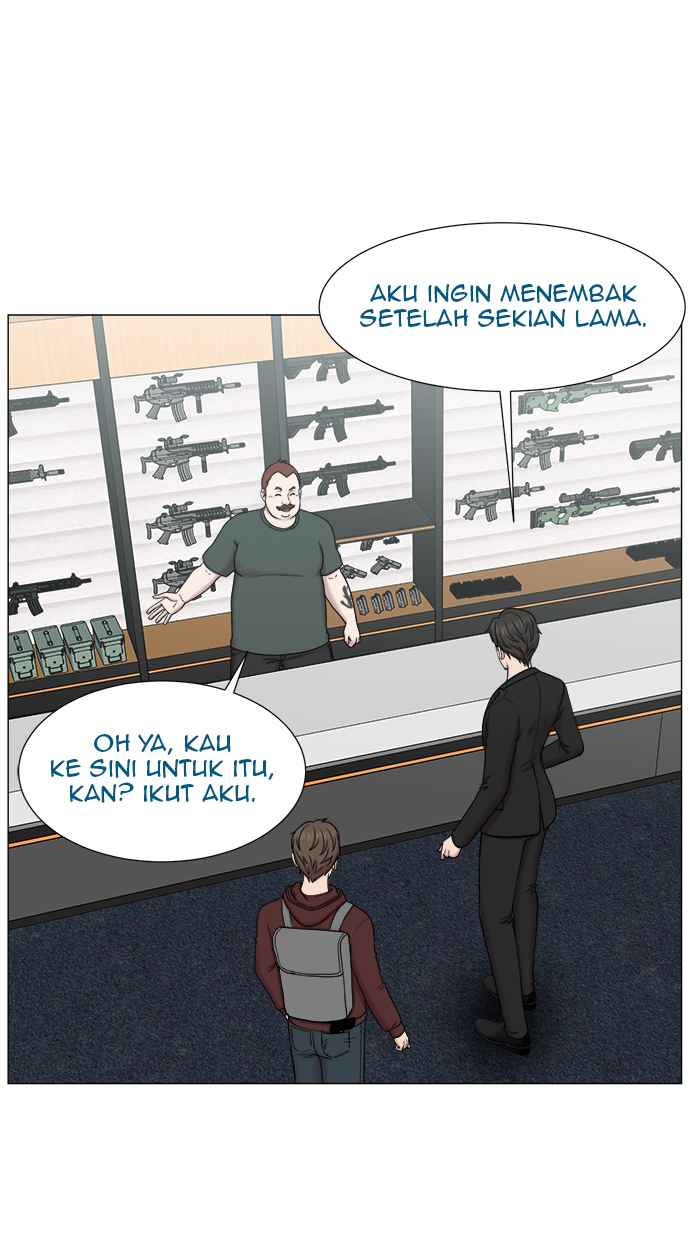 AKU INGIN MENEMBAK
SETELAH SEKIAN LAMA.
OH YA, KAU
KE SINI UNTUK ITU,
KAN? IKUT AKU.